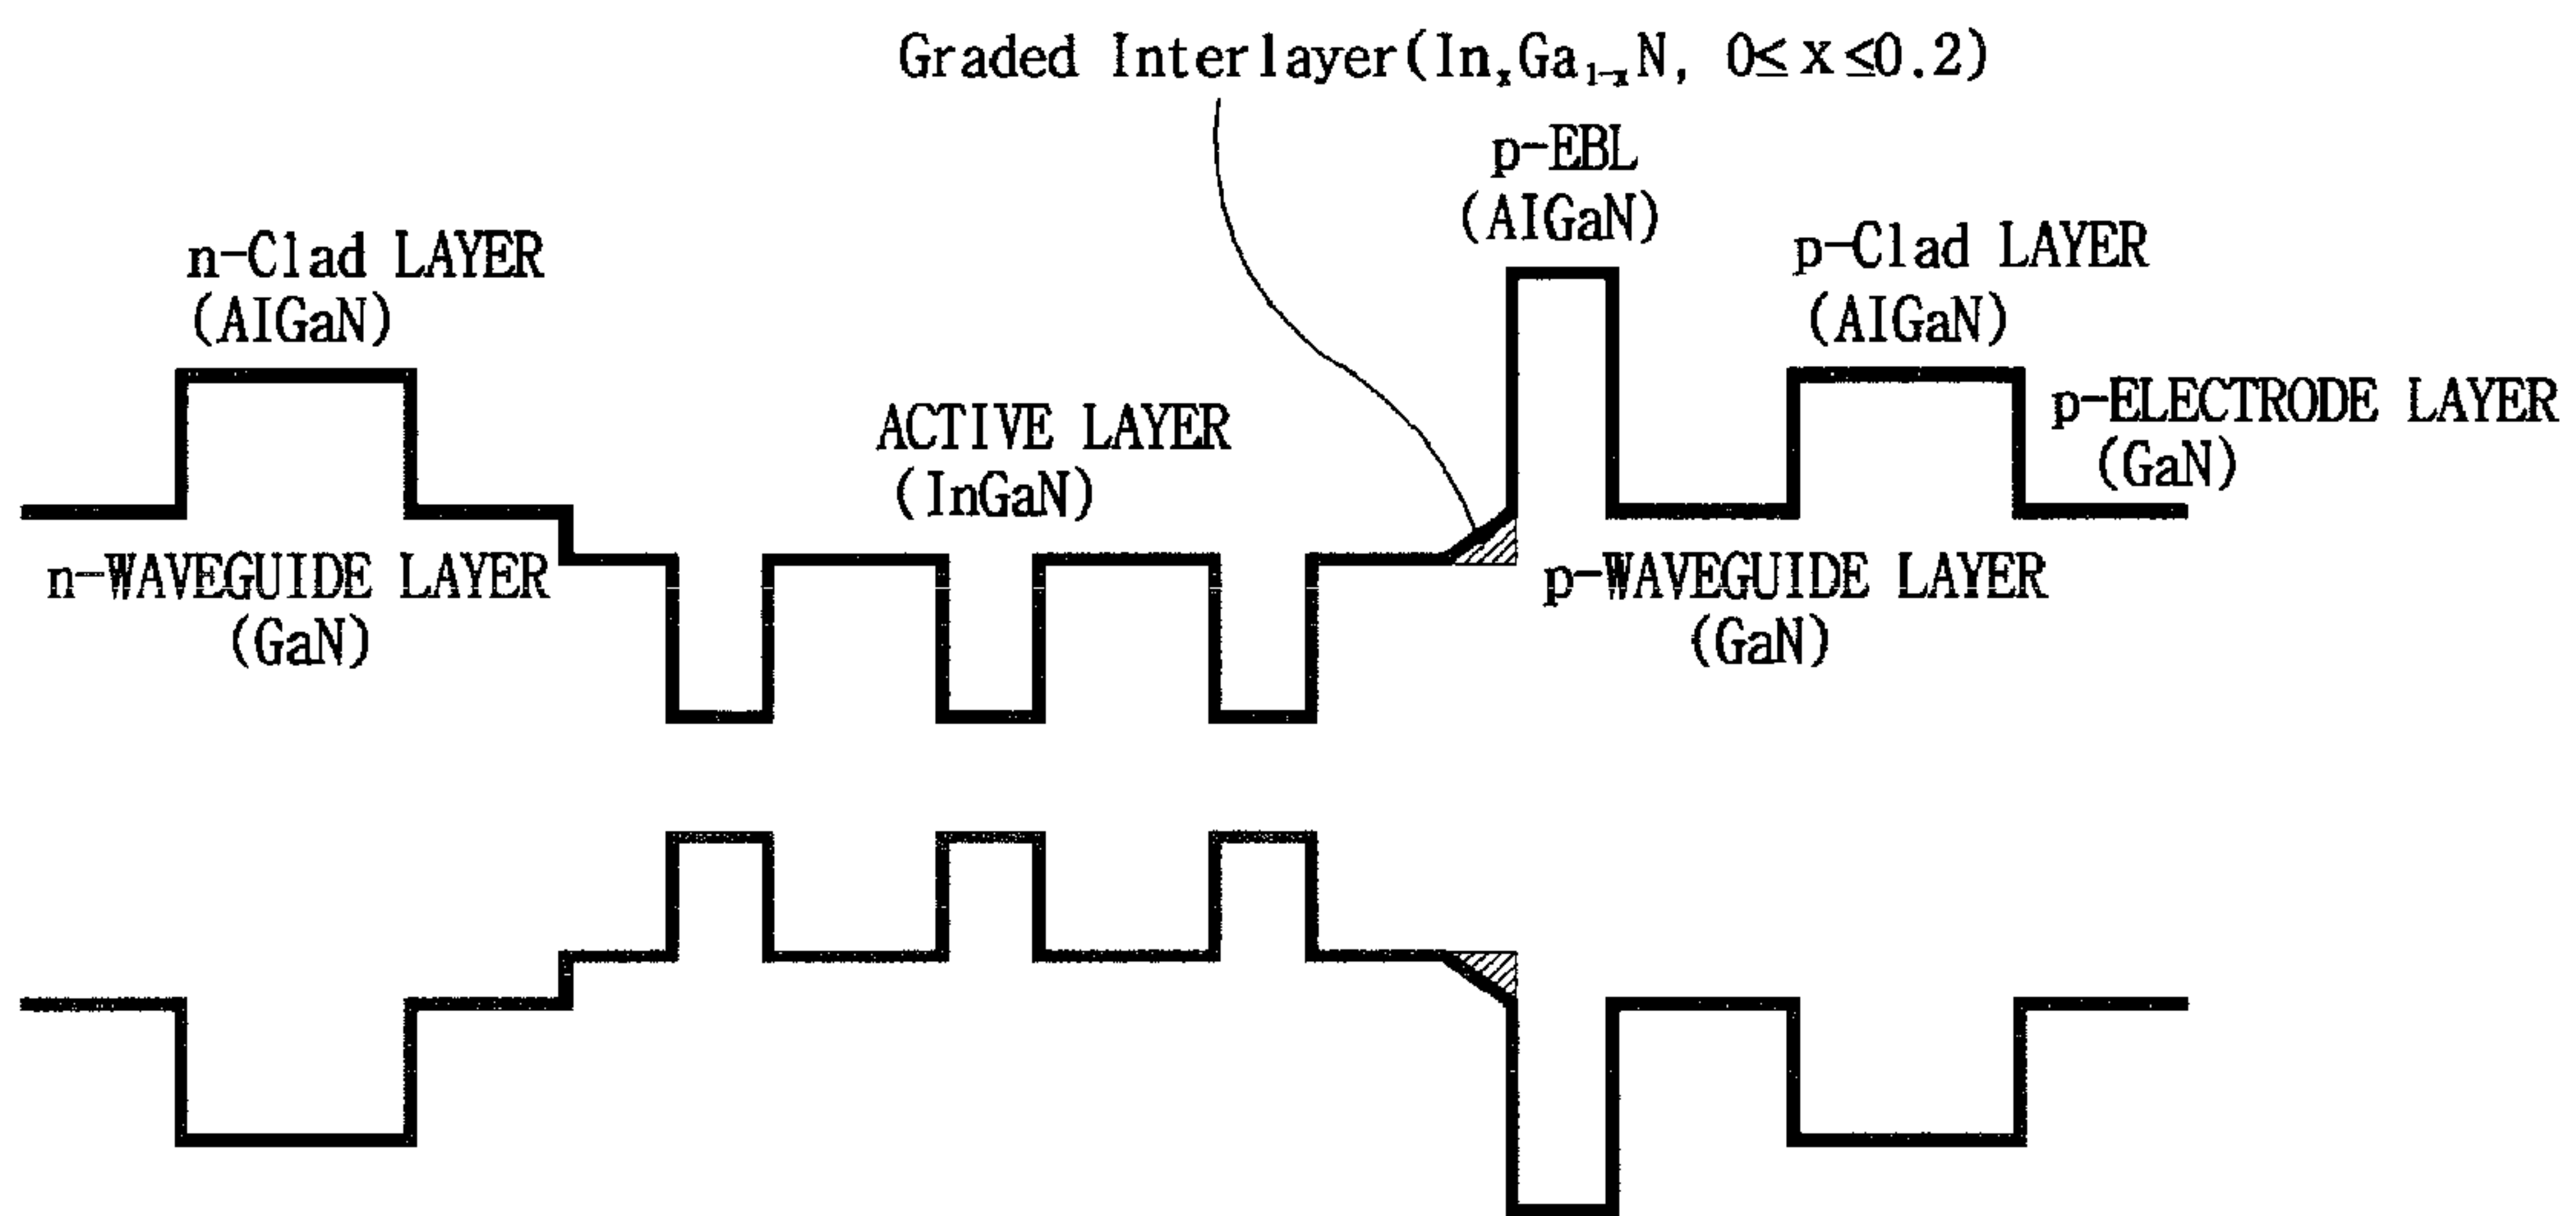 Graded Interlayer(InₓGa₁₋ₓN, 0≤x≤0.2)
p-EBL
(AlGaN)
n-Clad LAYER
(AlGaN)
p-Clad LAYER
(AlGaN)
ACTIVE LAYER
(InGaN)
p-ELECTRODE LAYER
(GaN)
n-WAVEGUIDE LAYER
(GaN)
p-WAVEGUIDE LAYER
(GaN)